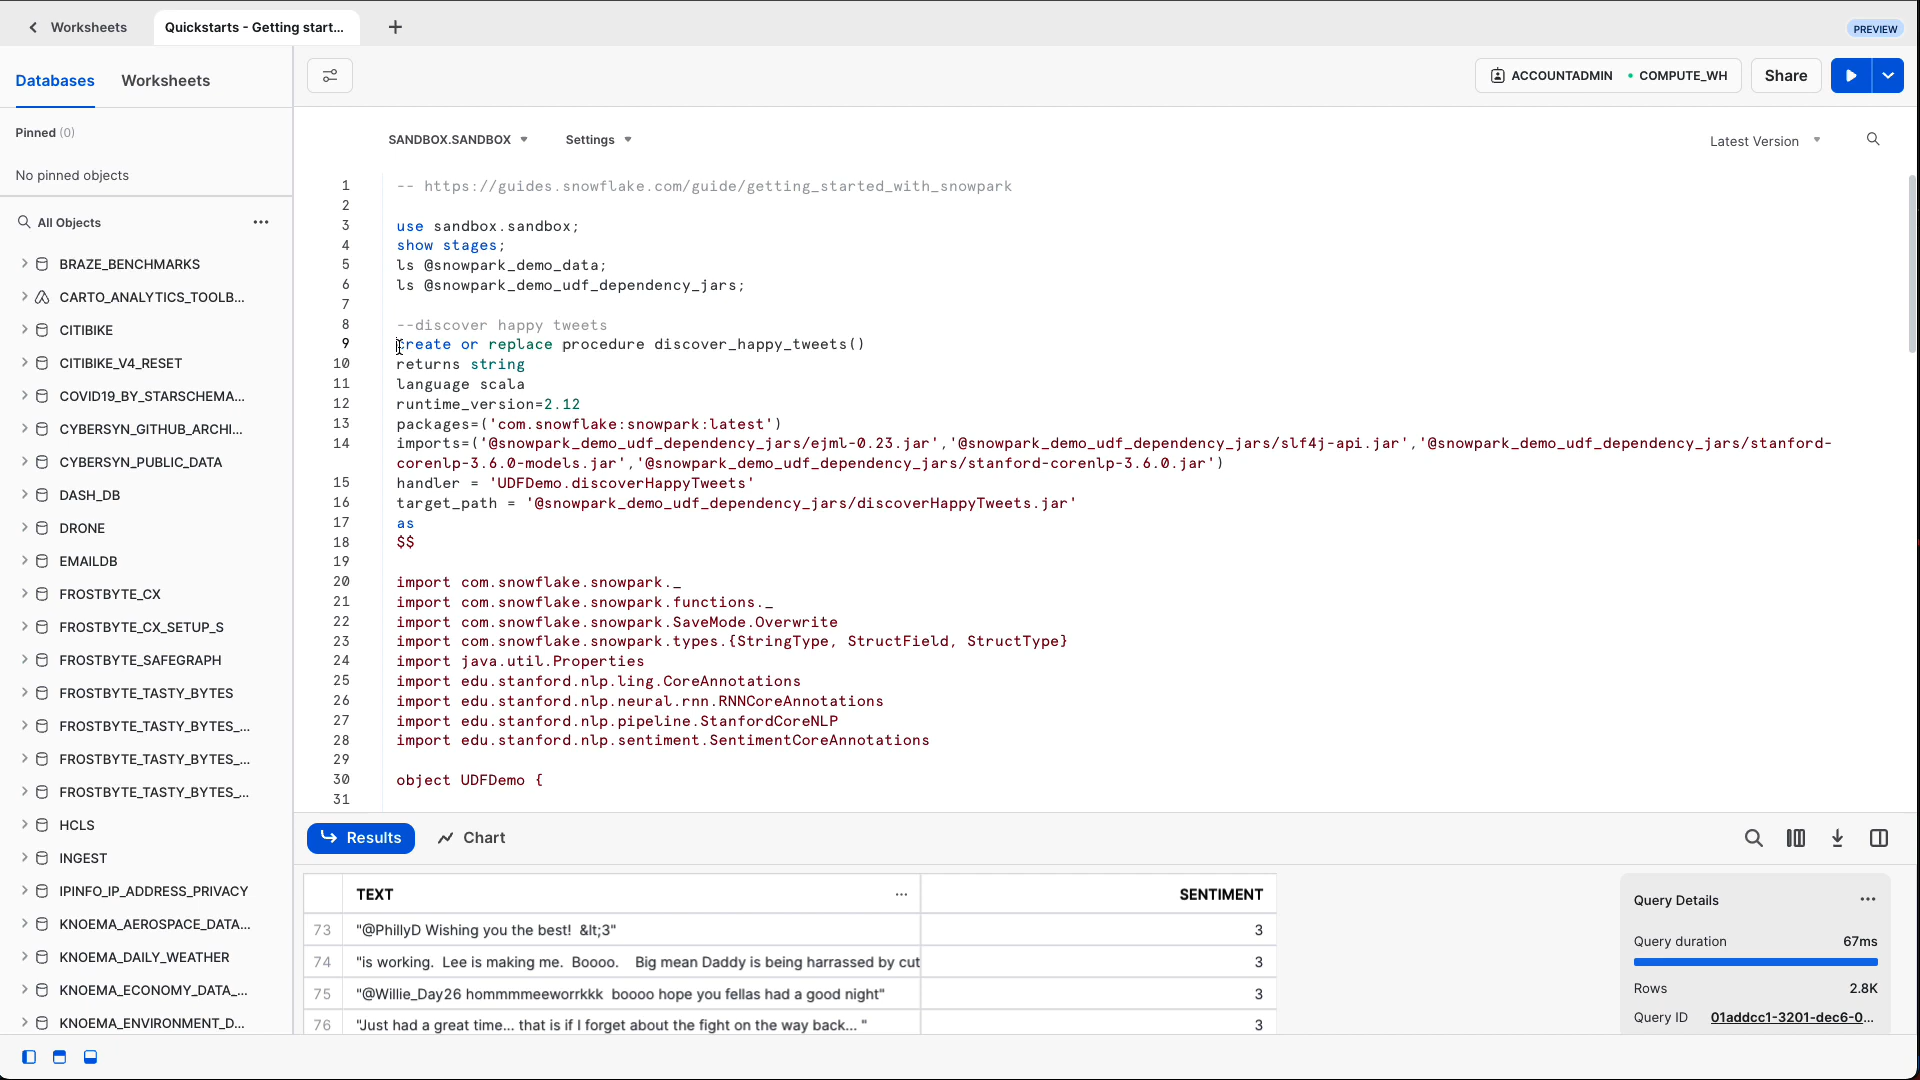 Worksheets
Quickstarts - Getting start...
+
PREVIEW
Databases
Worksheets
ACCOUNTADMIN
COMPUTE_WH
Share
Pinned (0)
No pinned objects
All Objects
BRAZE_BENCHMARKS
CARTO_ANALYTICS_TOOLB...
CITIBIKE
CITIBIKE_V4_RESET
COVID19_BY_STARSCHEMA...
CYBERSYN_GITHUB_ARCHI...
CYBERSYN_PUBLIC_DATA
DASH_DB
DRONE
EMAILDB
FROSTBYTE_CX
FROSTBYTE_CX_SETUP_S
FROSTBYTE_SAFEGRAPH
FROSTBYTE_TASTY_BYTES
FROSTBYTE_TASTY_BYTES_...
FROSTBYTE_TASTY_BYTES_...
FROSTBYTE_TASTY_BYTES_...
HCLS
INGEST
IPINFO_IP_ADDRESS_PRIVACY
KNOEMA_AEROSPACE_DATA...
KNOEMA_DAILY_WEATHER
KNOEMA_ECONOMY_DATA_...
KNOEMA_ENVIRONMENT_D...
SANDBOX.SANDBOX
Settings
Latest Version
1 -- https://guides.snowflake.com/guide/getting_started_with_snowpark
2
3 use sandbox.sandbox;
4 show stages;
5 ls @snowpark_demo_data;
6 ls @snowpark_demo_udf_dependency_jars;
7
8 --discover happy tweets
9 create or replace procedure discover_happy_tweets()
10 returns string
11 language scala
12 runtime_version=2.12
13 packages=('com.snowflake:snowpark:latest')
14 imports=('@snowpark_demo_udf_dependency_jars/ejml-0.23.jar','@snowpark_demo_udf_dependency_jars/slf4j-api.jar','@snowpark_demo_udf_dependency_jars/stanford-
corenlp-3.6.0-models.jar','@snowpark_demo_udf_dependency_jars/stanford-corenlp-3.6.0.jar')
15 handler = 'UDFDemo.discoverHappyTweets'
16 target_path = '@snowpark_demo_udf_dependency_jars/discoverHappyTweets.jar'
17 as
18 $$
19
20 import com.snowflake.snowpark._
21 import com.snowflake.snowpark.functions._
22 import com.snowflake.snowpark.SaveMode.Overwrite
23 import com.snowflake.snowpark.types.{StringType, StructField, StructType}
24 import java.util.Properties
25 import edu.stanford.nlp.ling.CoreAnnotations
26 import edu.stanford.nlp.neural.rnn.RNNCoreAnnotations
27 import edu.stanford.nlp.pipeline.StanfordCoreNLP
28 import edu.stanford.nlp.sentiment.SentimentCoreAnnotations
29
30 object UDFDemo {
31
Results
Chart
TEXT ... SENTIMENT
73 "@PhillyD Wishing you the best!  &lt;3" 3
74 "is working.  Lee is making me.  Boooo.    Big mean Daddy is being harrassed by cut 3
75 "@Willie_Day26 hommmmeeworrkkk  boooo hope you fellas had a good night" 3
76 "Just had a great time... that is if I forget about the fight on the way back... " 3
Query Details ...
Query duration 67ms
Rows 2.8K
Query ID 01addcc1-3201-dec6-0...